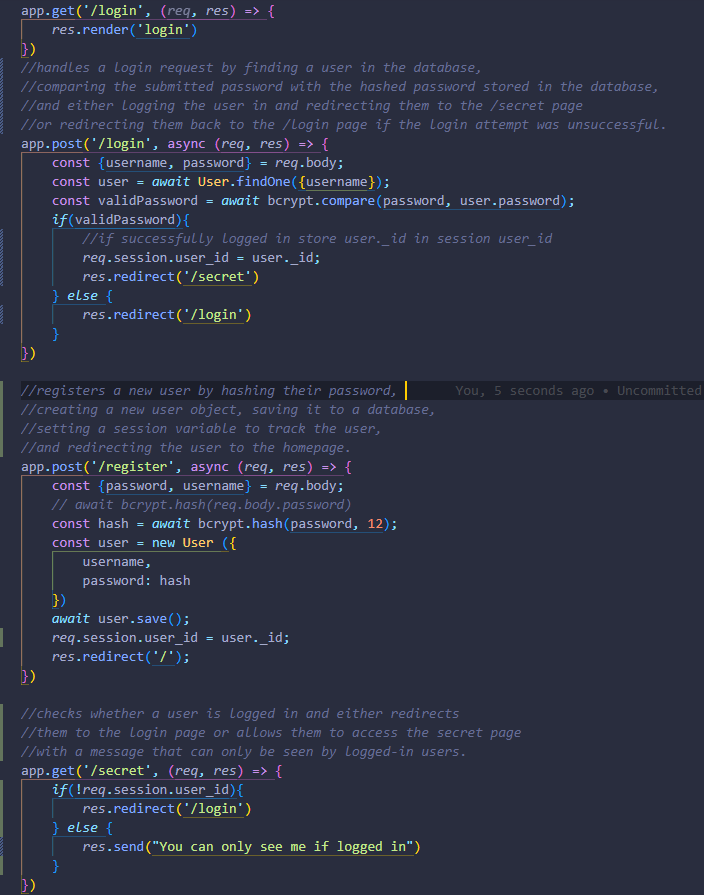 app.get('/login', (req, res) => {
    res.render('login')
})
//handles a login request by finding a user in the database,
//comparing the submitted password with the hashed password stored in the database,
//and either logging the user in and redirecting them to the /secret page
//or redirecting them back to the /login page if the login attempt was unsuccessful.
app.post('/login', async (req, res) => {
    const {username, password} = req.body;
    const user = await User.findOne({username});
    const validPassword = await bcrypt.compare(password, user.password);
    if(validPassword){
        //if successfully logged in store user._id in session user_id
        req.session.user_id = user._id;
        res.redirect('/secret')
    } else {
        res.redirect('/login')
    }
})

//registers a new user by hashing their password, You, 5 seconds ago • Uncommitted
//creating a new user object, saving it to a database,
//setting a session variable to track the user,
//and redirecting the user to the homepage.
app.post('/register', async (req, res) => {
    const {password, username} = req.body;
    // await bcrypt.hash(req.body.password)
    const hash = await bcrypt.hash(password, 12);
    const user = new User ({
        username,
        password: hash
    })
    await user.save();
    req.session.user_id = user._id;
    res.redirect('/');
})

//checks whether a user is logged in and either redirects
//them to the login page or allows them to access the secret page
//with a message that can only be seen by logged-in users.
app.get('/secret', (req, res) => {
    if(!req.session.user_id){
        res.redirect('/login')
    } else {
        res.send("You can only see me if logged in")
    }
})